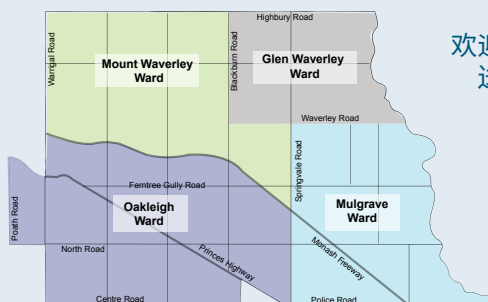 Highbury Road
欢迎
Warrigal Road
Mount Waverley
Ward
Blackburn Road
Glen Waverley
Ward
Waverley Road
Springvale Road
Ferntree Gully Road
Oakleigh
Ward
Mulgrave
Ward
Poath Road
North Road
Princes Highway
Monash Freeway
Centre Road
Police Road